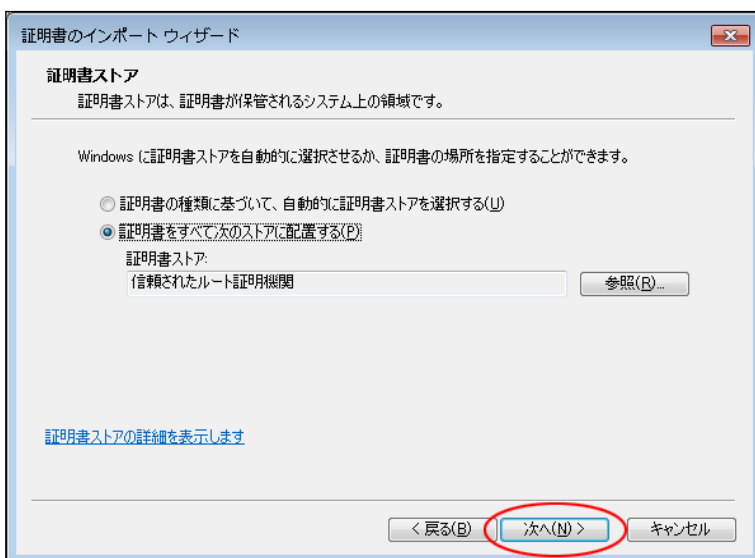 証明書のインポート ウィザード
証明書ストア
証明書ストアは、証明書が保管されるシステム上の領域です。
Windows に証明書ストアを自動的に選択させるか、証明書の場所を指定することができます。
証明書の種類に基づいて、自動的に証明書ストアを選択する(U)
証明書をすべて次のストアに配置する(P)
証明書ストア:
信頼されたルート証明機関
参照(R)...
証明書ストアの詳細を表示します
< 戻る(B)
次へ(N) >
キャンセル